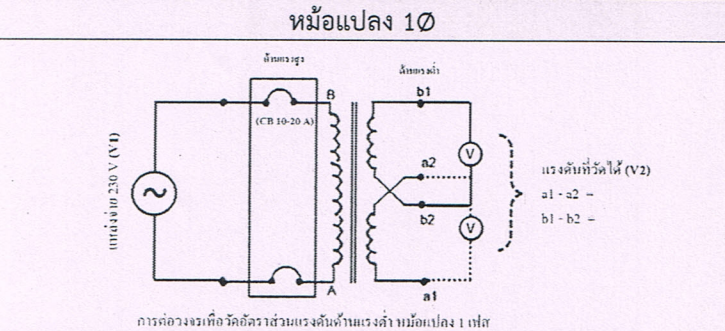 หม้อแปลง 1Ø
ด้านแรงสูง
ด้านแรงต่ำ
B
b1
(CB 10-20 A)
แหล่งจ่าย 230 V (V1)
V
a2
แรงดันที่วัดได้ (V2)
a1 - a2 =
b2
b1 - b2 =
V
A
a1
การต่อวงจรเพื่อวัดอัตราส่วนแรงดันด้านแรงต่ำ หม้อแปลง 1 เฟส